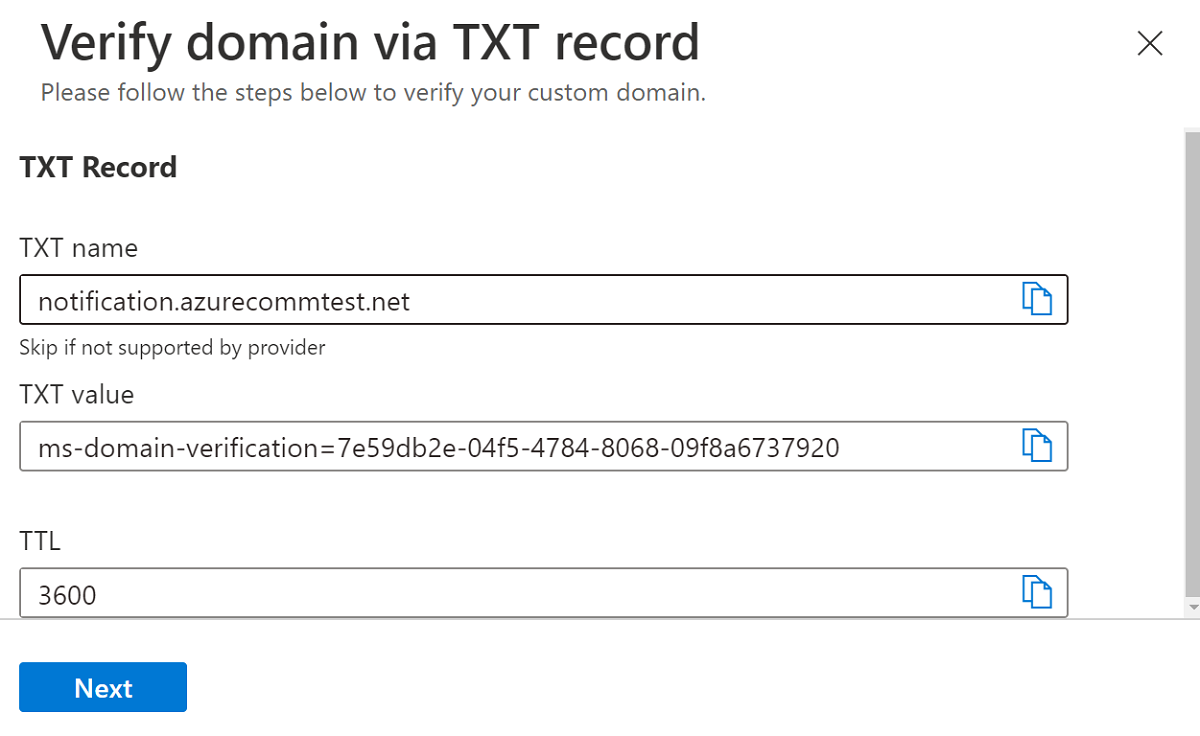 Verify domain via TXT record
Please follow the steps below to verify your custom domain.
TXT Record
TXT name
notification.azurecommtest.net
Skip if not supported by provider
TXT value
ms-domain-verification=7e59db2e-04f5-4784-8068-09f8a6737920
TTL
3600
Next